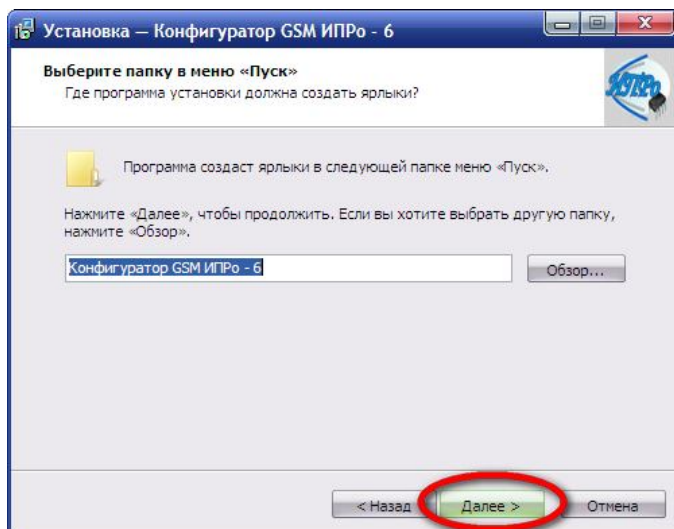 Установка — Конфигуратор GSM ИПРо - 6
Выберите папку в меню «Пуск»
Где программа установки должна создать ярлыки?
ИПРо
Программа создаст ярлыки в следующей папке меню «Пуск».
Нажмите «Далее», чтобы продолжить. Если вы хотите выбрать другую папку,
нажмите «Обзор».
Конфигуратор GSM ИПРо - 6
Обзор...
< Назад
Далее >
Отмена